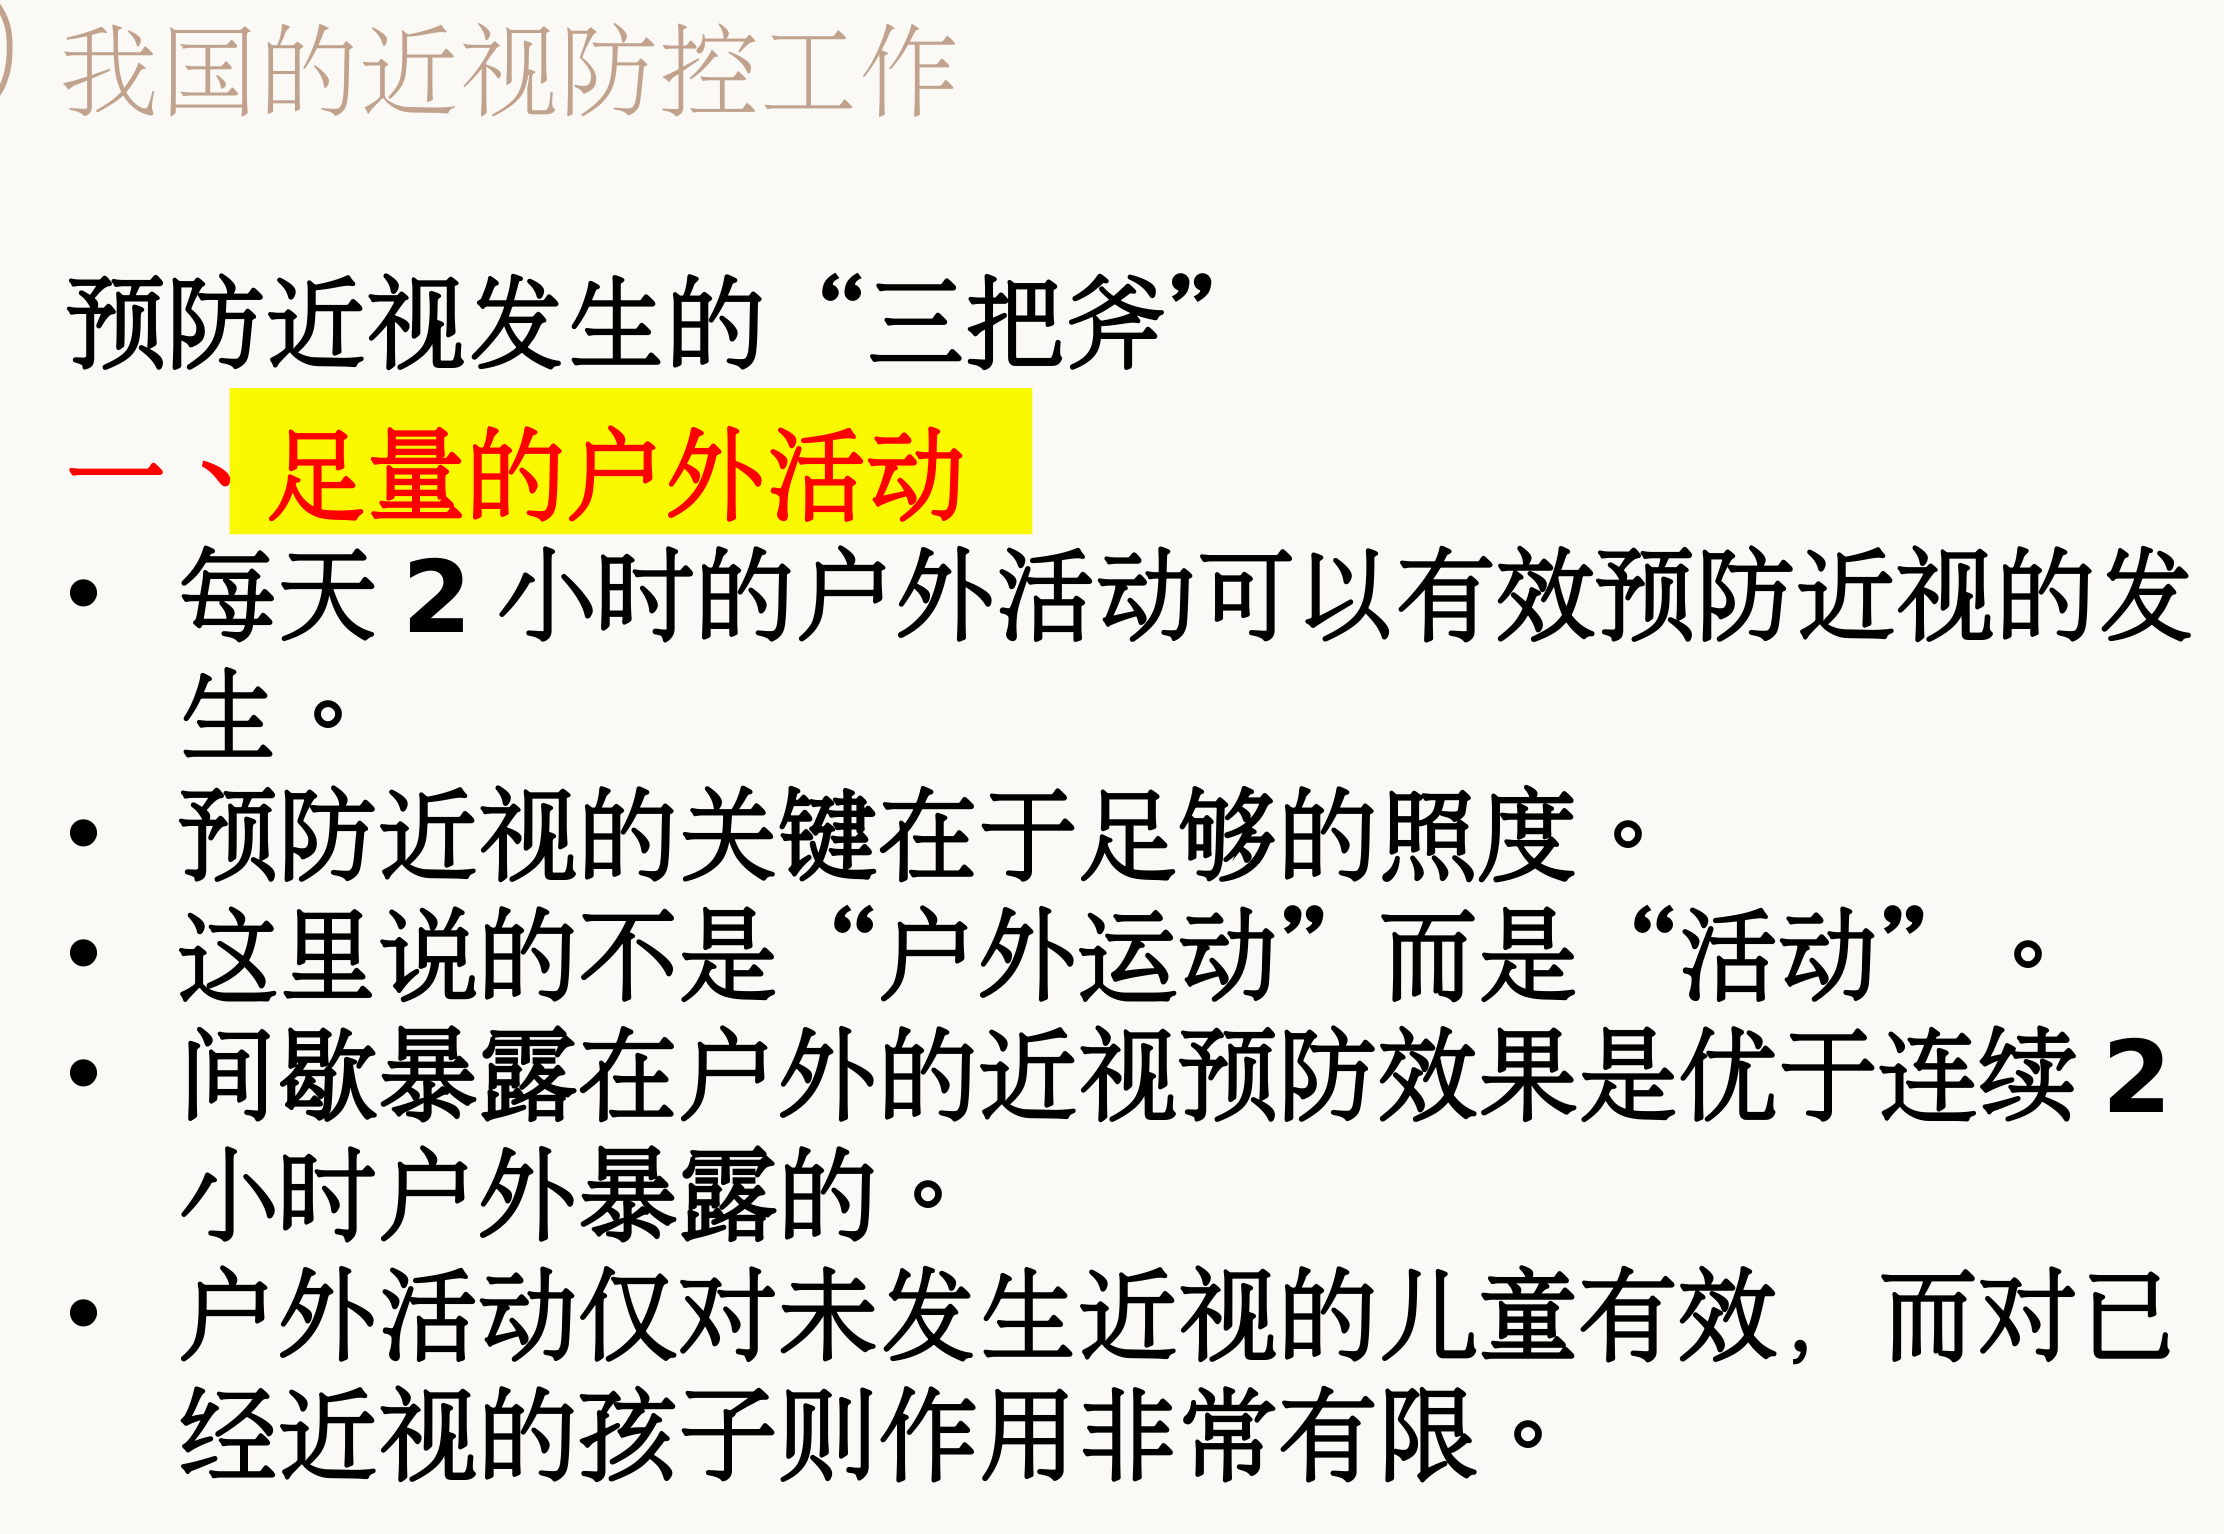 ）我国的近视防控工作
预防近视发生的“三把斧”
一、足量的户外活动
• 每天 2 小时的户外活动可以有效预防近视的发
生。
• 预防近视的关键在于足够的照度。
• 这里说的不是“户外运动”而是“活动”。
• 间歇暴露在户外的近视预防效果是优于连续 2
小时户外暴露的。
• 户外活动仅对未发生近视的儿童有效，而对已
经近视的孩子则作用非常有限。